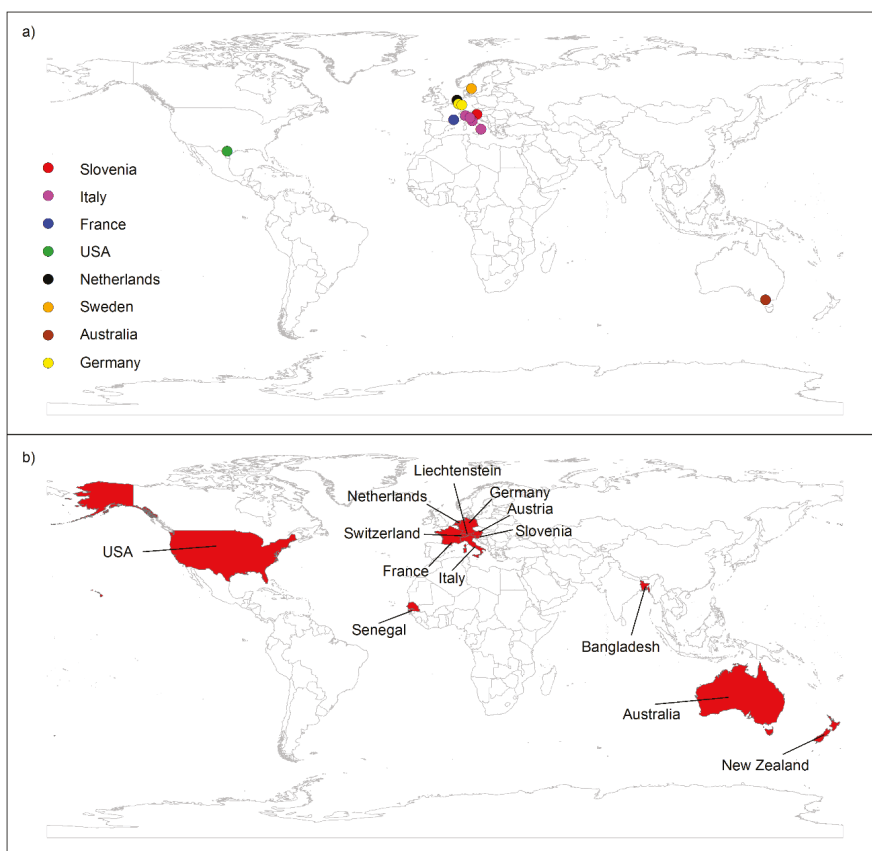 a)
Slovenia
Italy
France
USA
Netherlands
Sweden
Australia
Germany
b)
Liechtenstein
Netherlands
Germany
Austria
Switzerland
Slovenia
USA
France
Italy
Senegal
Bangladesh
Australia
New Zealand